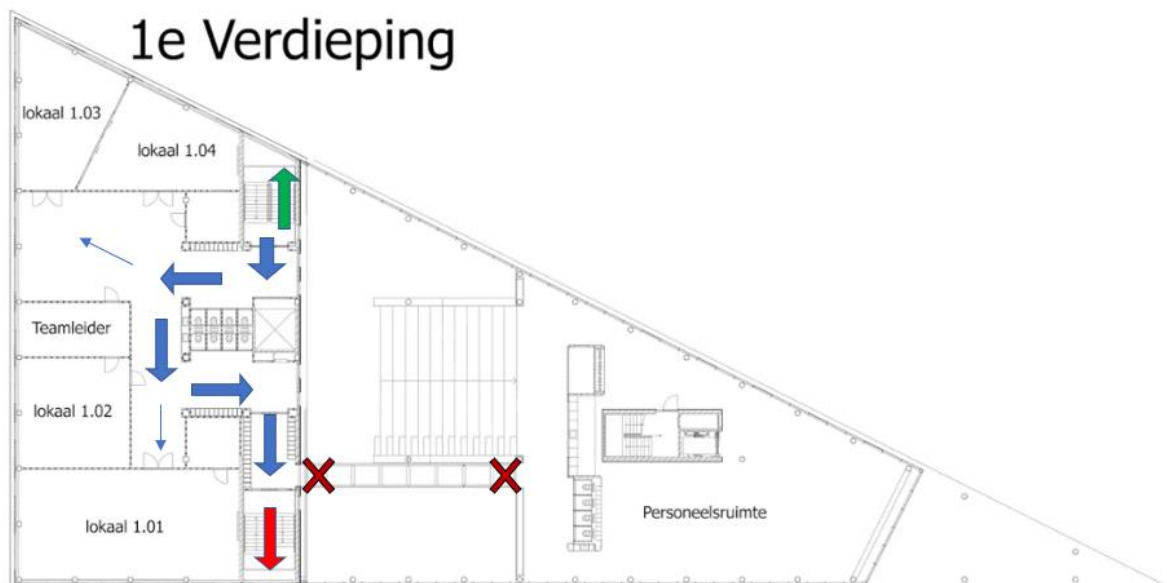 1e Verdieping
lokaal 1.03
lokaal 1.04
Teamleider
lokaal 1.02
lokaal 1.01
Personeelsruimte